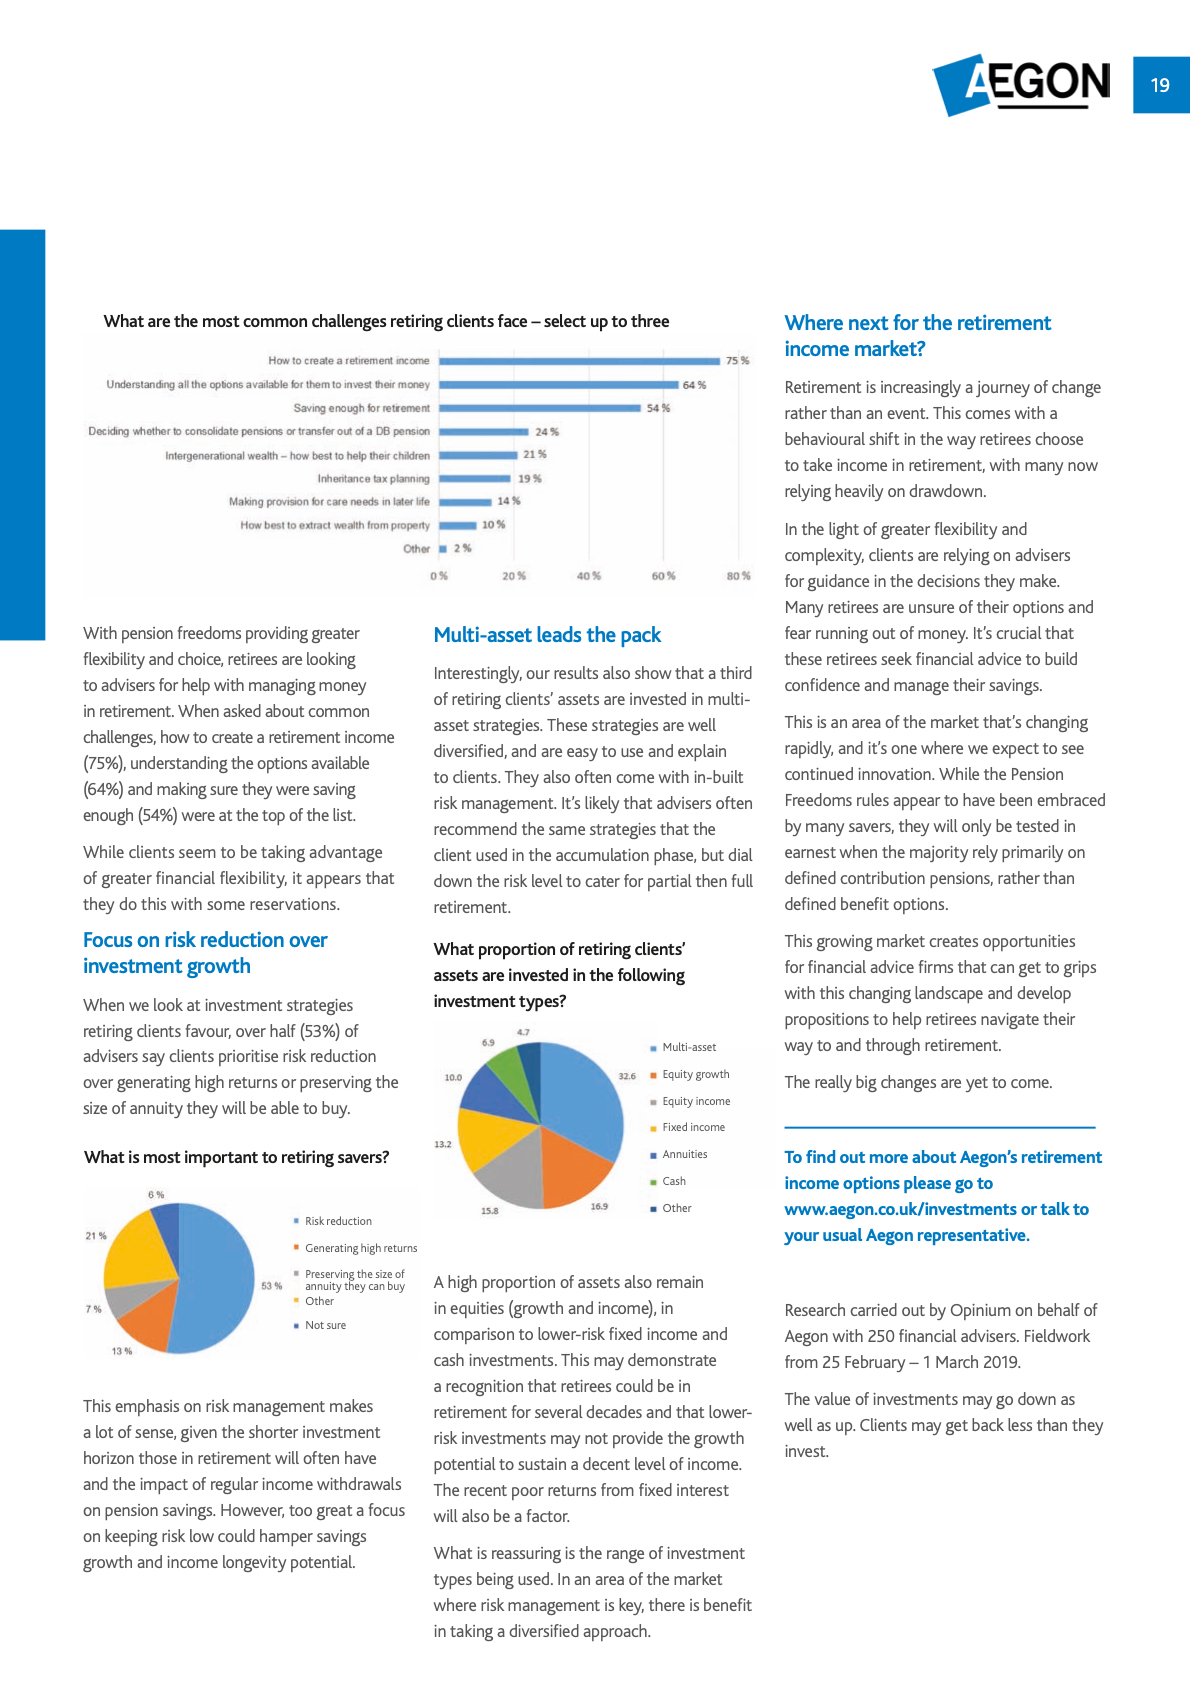 AEGON
19
What are the most common challenges retiring clients face – select up to three
How to create a retirement income 75 %
Understanding all the options available for them to invest their money 64 %
Saving enough for retirement 54 %
Deciding whether to consolidate pensions or transfer out of a DB pension 24 %
Intergenerational wealth – how best to help their children 21 %
Inheritance tax planning 19 %
Making provision for care needs in later life 14 %
How best to extract wealth from property 10 %
Other 2 %
0 % 20 % 40 % 60 % 80 %
With pension freedoms providing greater
flexibility and choice, retirees are looking
to advisers for help with managing money
in retirement. When asked about common
challenges, how to create a retirement income
(75%), understanding the options available
(64%) and making sure they were saving
enough (54%) were at the top of the list.
While clients seem to be taking advantage
of greater financial flexibility, it appears that
they do this with some reservations.
Focus on risk reduction over
investment growth
When we look at investment strategies
retiring clients favour, over half (53%) of
advisers say clients prioritise risk reduction
over generating high returns or preserving the
size of annuity they will be able to buy.
What is most important to retiring savers?
6 %
21 %
53 %
7 %
13 %
Risk reduction
Generating high returns
Preserving the size of
annuity they can buy
Other
Not sure
This emphasis on risk management makes
a lot of sense, given the shorter investment
horizon those in retirement will often have
and the impact of regular income withdrawals
on pension savings. However, too great a focus
on keeping risk low could hamper savings
growth and income longevity potential.
Multi-asset leads the pack
Interestingly, our results also show that a third
of retiring clients’ assets are invested in multi-
asset strategies. These strategies are well
diversified, and are easy to use and explain
to clients. They also often come with in-built
risk management. It’s likely that advisers often
recommend the same strategies that the
client used in the accumulation phase, but dial
down the risk level to cater for partial then full
retirement.
What proportion of retiring clients’
assets are invested in the following
investment types?
4.7
6.9
10.0
32.6
13.2
15.8
16.9
Multi-asset
Equity growth
Equity income
Fixed income
Annuities
Cash
Other
A high proportion of assets also remain
in equities (growth and income), in
comparison to lower-risk fixed income and
cash investments. This may demonstrate
a recognition that retirees could be in
retirement for several decades and that lower-
risk investments may not provide the growth
potential to sustain a decent level of income.
The recent poor returns from fixed interest
will also be a factor.
What is reassuring is the range of investment
types being used. In an area of the market
where risk management is key, there is benefit
in taking a diversified approach.
Where next for the retirement
income market?
Retirement is increasingly a journey of change
rather than an event. This comes with a
behavioural shift in the way retirees choose
to take income in retirement, with many now
relying heavily on drawdown.
In the light of greater flexibility and
complexity, clients are relying on advisers
for guidance in the decisions they make.
Many retirees are unsure of their options and
fear running out of money. It’s crucial that
these retirees seek financial advice to build
confidence and manage their savings.
This is an area of the market that’s changing
rapidly, and it’s one where we expect to see
continued innovation. While the Pension
Freedoms rules appear to have been embraced
by many savers, they will only be tested in
earnest when the majority rely primarily on
defined contribution pensions, rather than
defined benefit options.
This growing market creates opportunities
for financial advice firms that can get to grips
with this changing landscape and develop
propositions to help retirees navigate their
way to and through retirement.
The really big changes are yet to come.
To find out more about Aegon’s retirement
income options please go to
www.aegon.co.uk/investments or talk to
your usual Aegon representative.
Research carried out by Opinium on behalf of
Aegon with 250 financial advisers. Fieldwork
from 25 February – 1 March 2019.
The value of investments may go down as
well as up. Clients may get back less than they
invest.